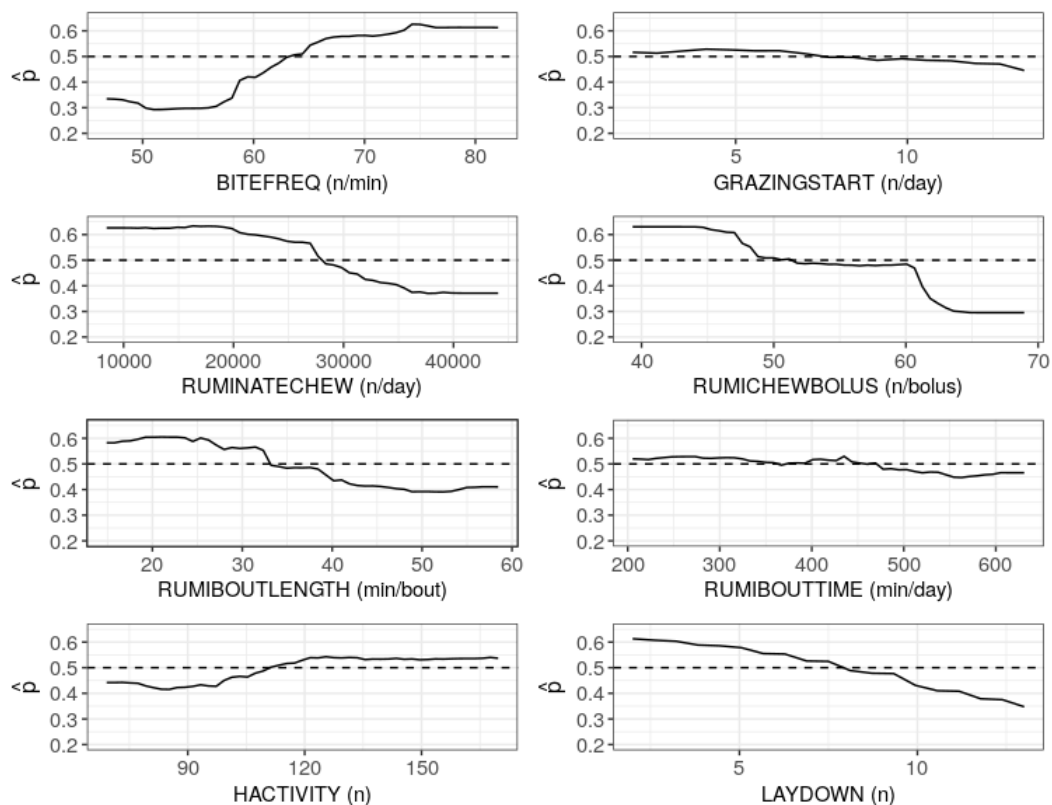 0.6
0.5
0.4
0.3
0.2
p̂
50 60 70 80
BITEFREQ (n/min)
0.6
0.5
0.4
0.3
0.2
p̂
5 10
GRAZINGSTART (n/day)
0.6
0.5
0.4
0.3
0.2
p̂
10000 20000 30000 40000
RUMINATECHEW (n/day)
0.6
0.5
0.4
0.3
0.2
p̂
40 50 60 70
RUMICHEWBOLUS (n/bolus)
0.6
0.5
0.4
0.3
0.2
p̂
20 30 40 50 60
RUMIBOUTLENGTH (min/bout)
0.6
0.5
0.4
0.3
0.2
p̂
200 300 400 500 600
RUMIBOUTTIME (min/day)
0.6
0.5
0.4
0.3
0.2
p̂
90 120 150
HACTIVITY (n)
0.6
0.5
0.4
0.3
0.2
p̂
5 10
LAYDOWN (n)